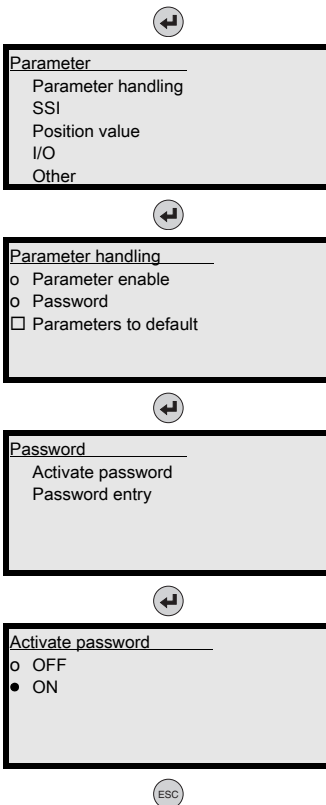 Parameter
Parameter handling
SSI
Position value
I/O
Other
Parameter handling
o Parameter enable
o Password
☐ Parameters to default
Password
Activate password
Password entry
Activate password
o OFF
● ON
ESC